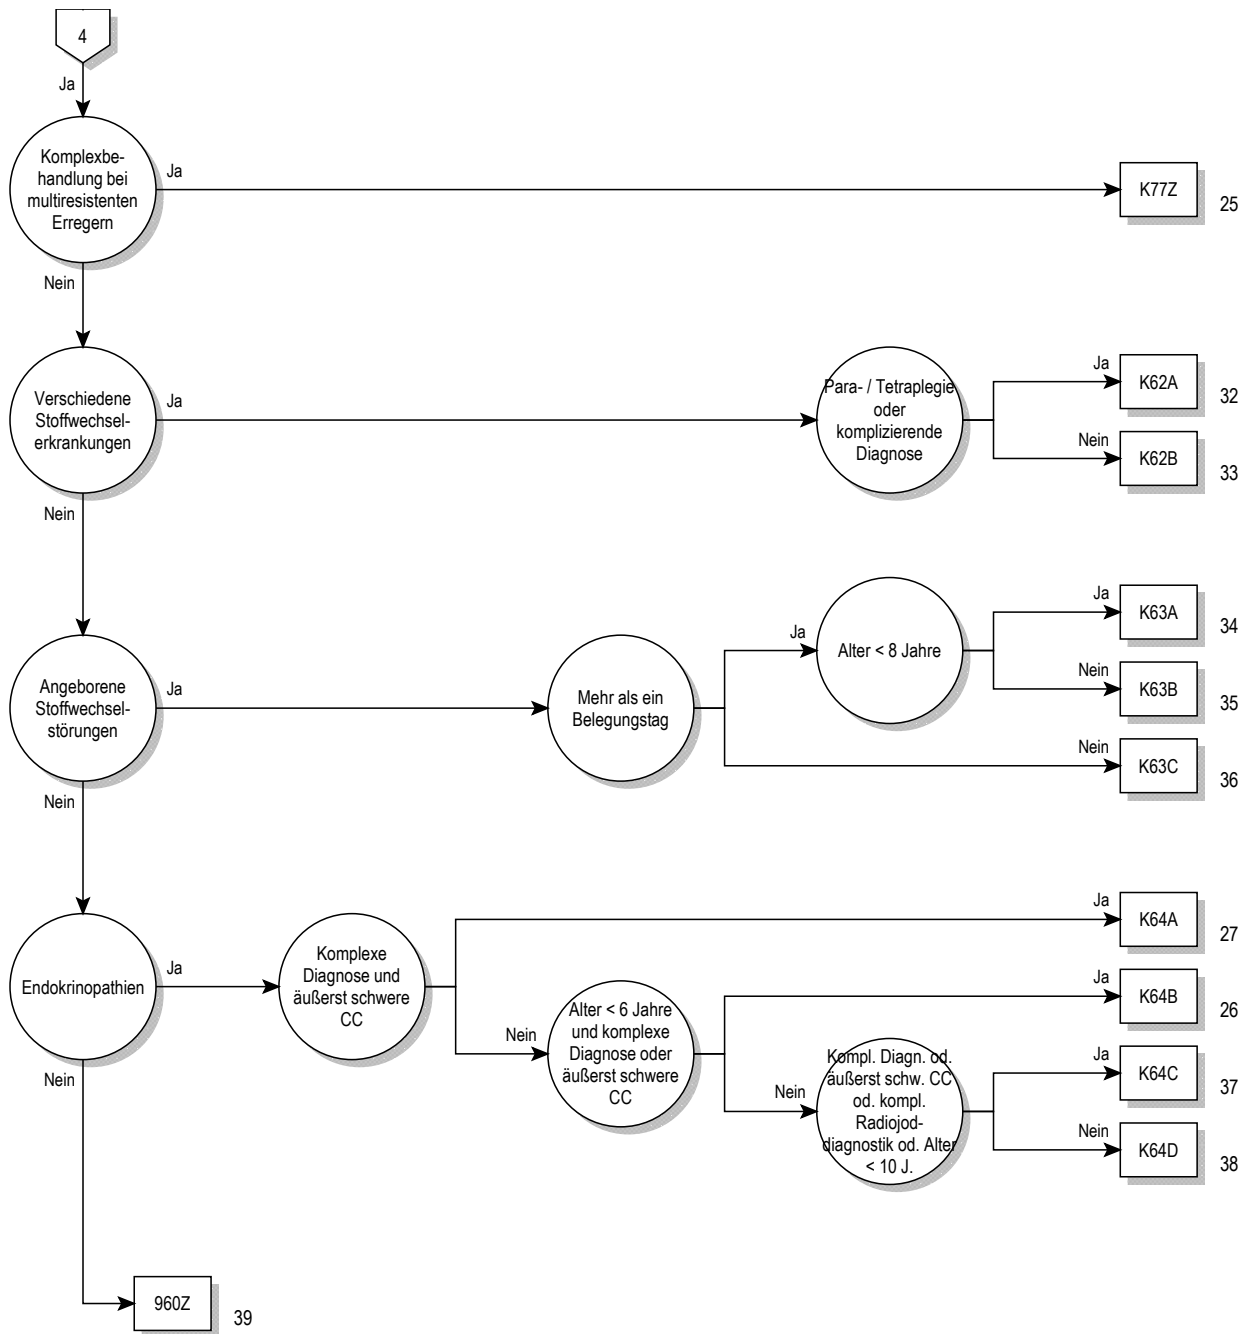 4
Ja
Komplexbe-
handlung bei
multiresistenten
Erregern
Ja
K77Z
25
Nein
Verschiedene
Stoffwechsel-
erkrankungen
Ja
Para- / Tetraplegie
oder
komplizierende
Diagnose
Ja
K62A
32
Nein
K62B
33
Nein
Angeborene
Stoffwechsel-
störungen
Ja
Mehr als ein
Belegungstag
Ja
Alter < 8 Jahre
Ja
K63A
34
Nein
K63B
35
Nein
K63C
36
Nein
Endokrinopathien
Ja
Komplexe
Diagnose und
äußerst schwere
CC
Ja
K64A
27
Nein
Alter < 6 Jahre
und komplexe
Diagnose oder
äußerst schwere
CC
Ja
K64B
26
Nein
Kompl. Diagn. od.
äußerst schw. CC
od. kompl.
Radiojod-
diagnostik od. Alter
< 10 J.
Ja
K64C
37
Nein
K64D
38
Nein
960Z
39